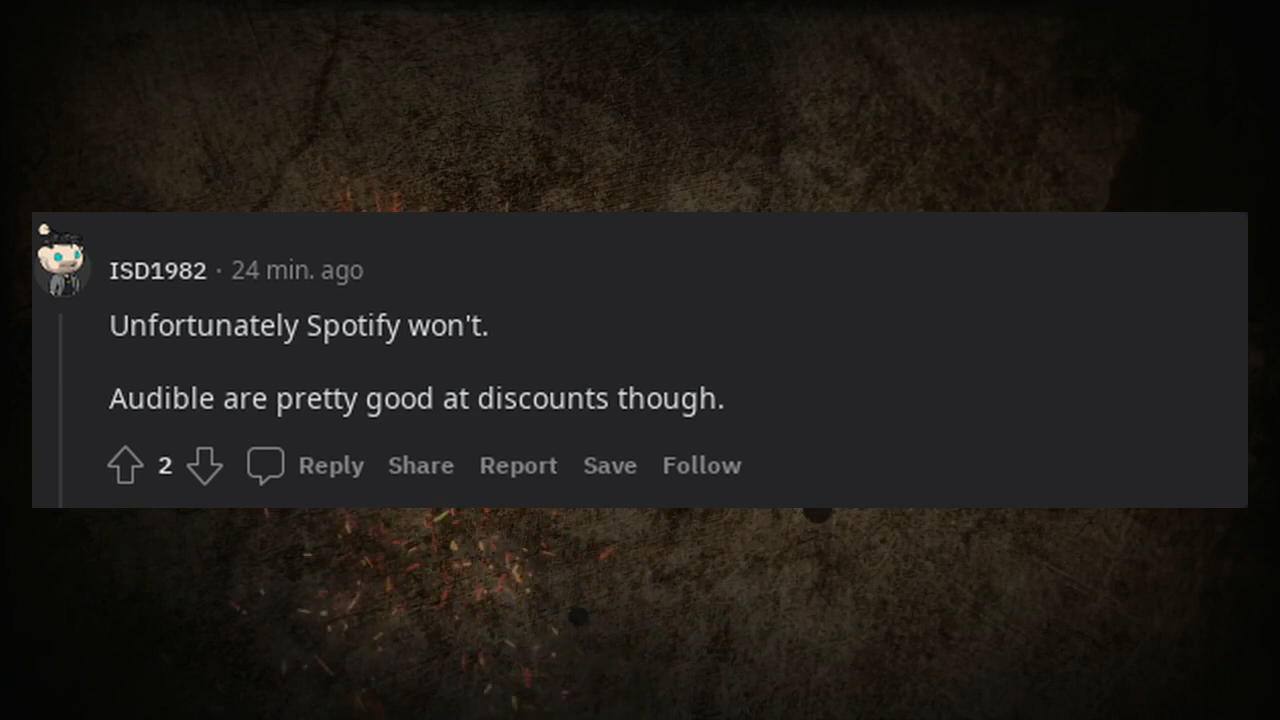 ISD1982 · 24 min. ago
Unfortunately Spotify won't.
Audible are pretty good at discounts though.
2 Reply Share Report Save Follow